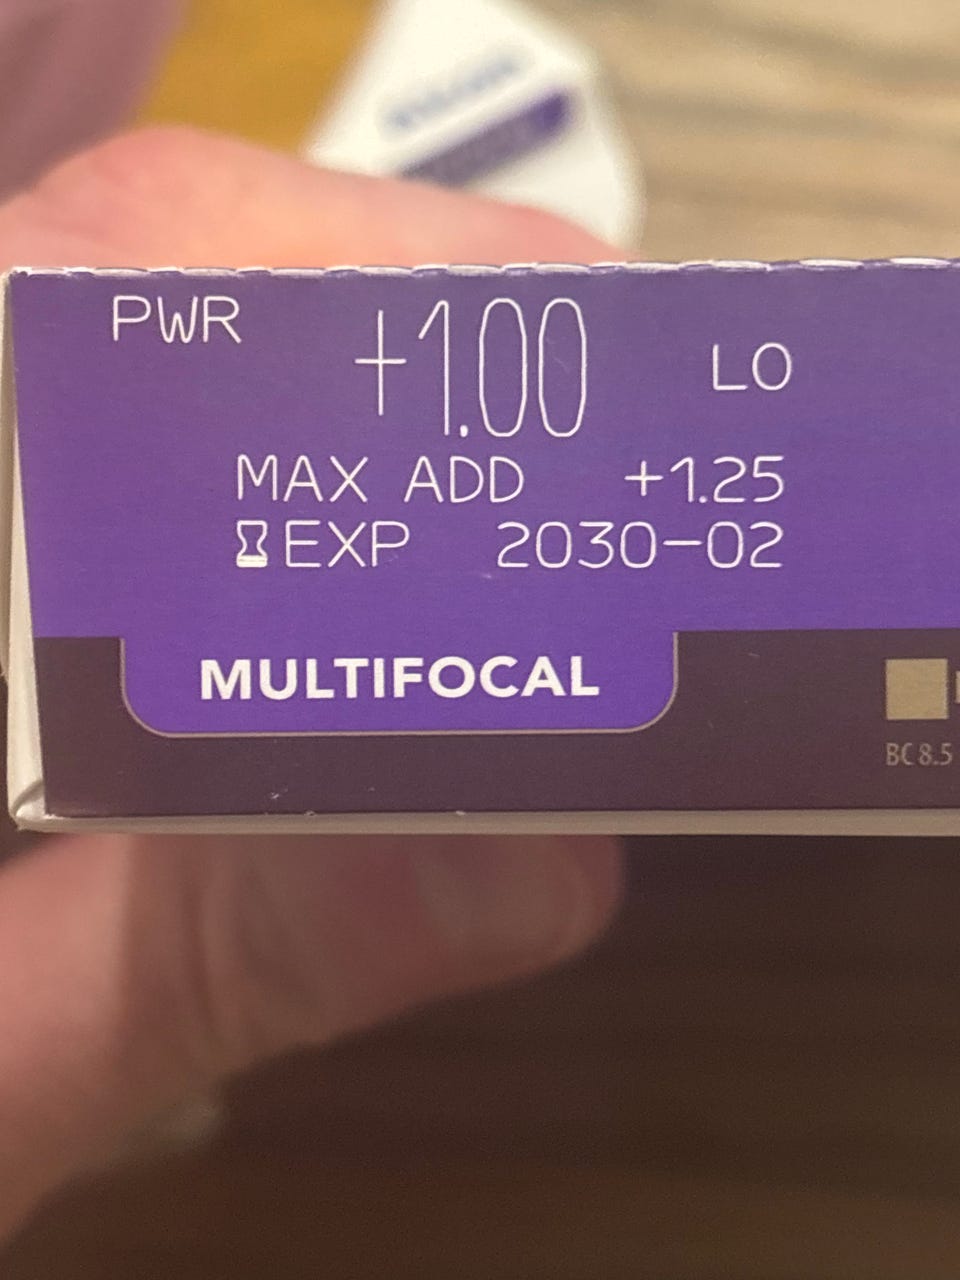 PWR +1.00 LO
MAX ADD +1.25
EXP 2030-02
MULTIFOCAL
BC 8.5